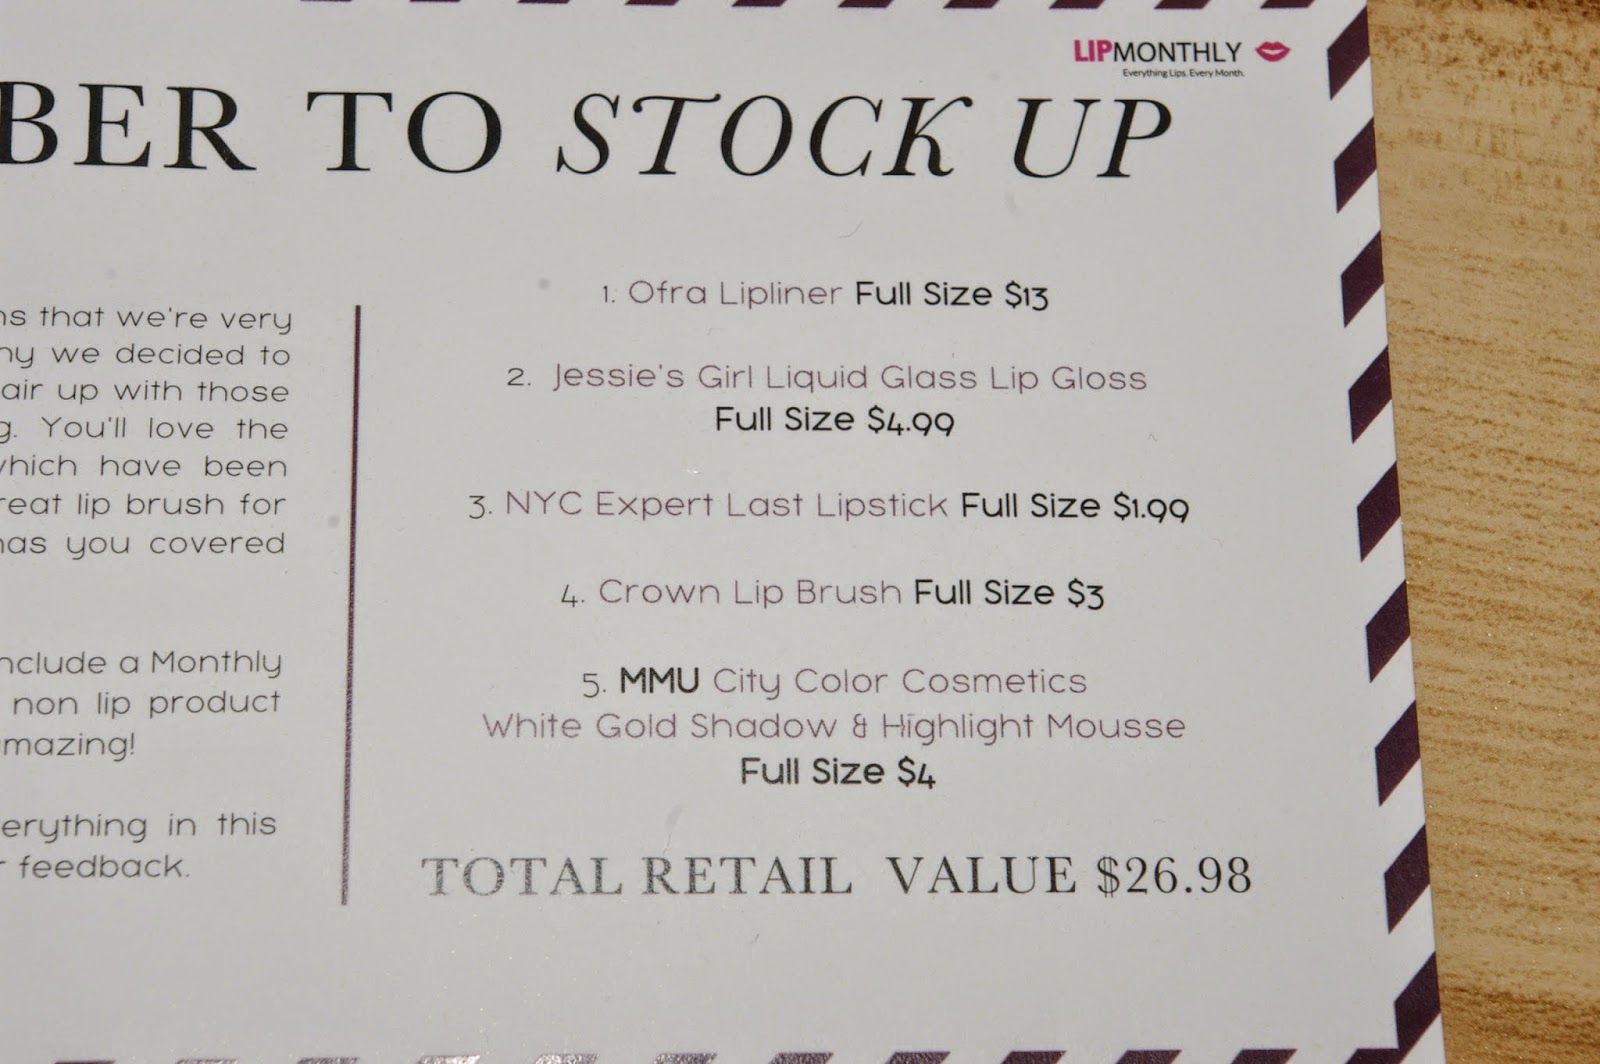 LIPMONTHLY
Everything Lips. Every Month.
BER TO STOCK UP
ns that we're very
ny we decided to
air up with those
g. You'll love the
which have been
reat lip brush for
has you covered
nclude a Monthly
non lip product
mazing!
erything in this
r feedback.
1. Ofra Lipliner Full Size $13
2. Jessie's Girl Liquid Glass Lip Gloss
Full Size $4.99
3. NYC Expert Last Lipstick Full Size $1.99
4. Crown Lip Brush Full Size $3
5. MMU City Color Cosmetics
White Gold Shadow & Highlight Mousse
Full Size $4
TOTAL RETAIL VALUE $26.98